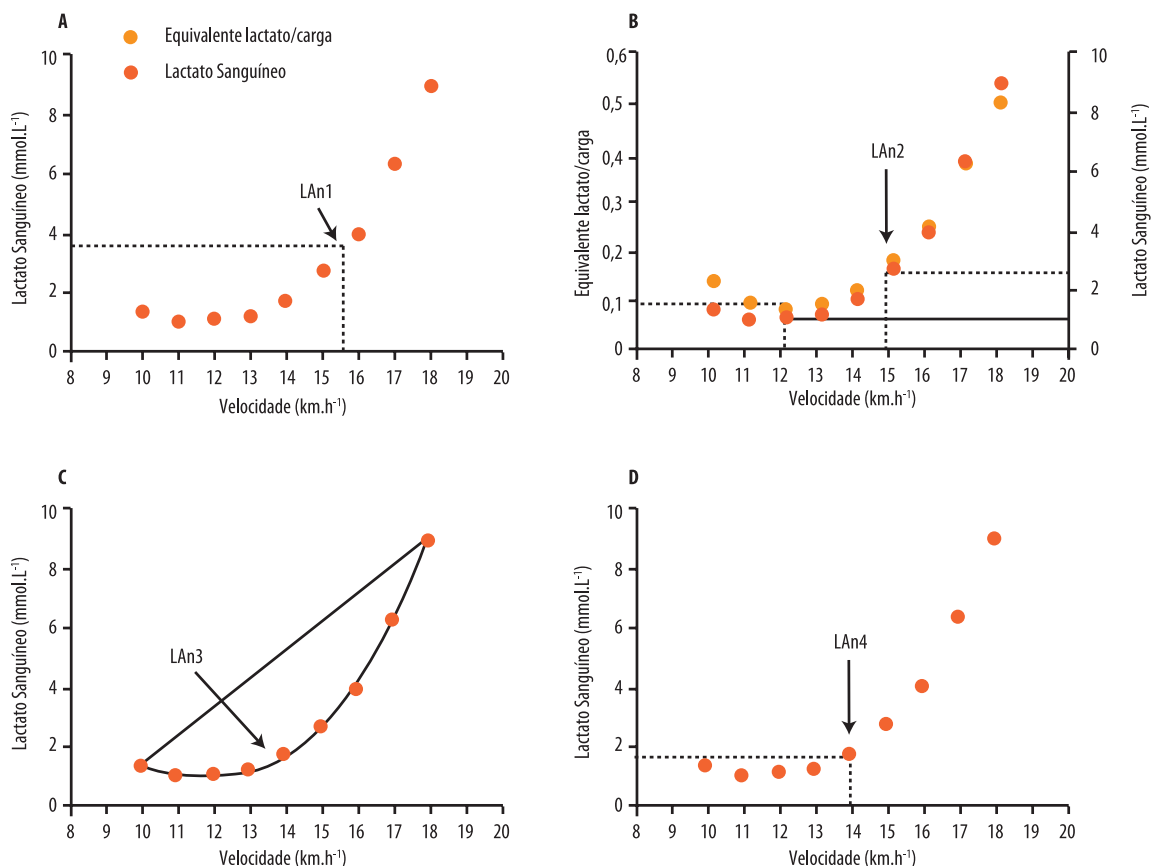 A
Equivalente lactato/carga
Lactato Sanguíneo
10
8
6
4
2
0
Lactato Sanguíneo (mmol.L⁻¹)
LAn1
8 9 10 11 12 13 14 15 16 17 18 19 20
Velocidade (km.h⁻¹)
B
0,6
0,5
0,4
0,3
0,2
0,1
0
Equivalente lactato/carga
LAn2
10
8
6
4
2
0
Lactato Sanguíneo (mmol.L⁻¹)
8 9 10 11 12 13 14 15 16 17 18 19 20
Velocidade (km.h⁻¹)
C
10
8
6
4
2
0
Lactato Sanguíneo (mmol.L⁻¹)
LAn3
8 9 10 11 12 13 14 15 16 17 18 19 20
Velocidade (km.h⁻¹)
D
10
8
6
4
2
0
Lactato Sanguíneo (mmol.L⁻¹)
LAn4
8 9 10 11 12 13 14 15 16 17 18 19 20
Velocidade (km.h⁻¹)